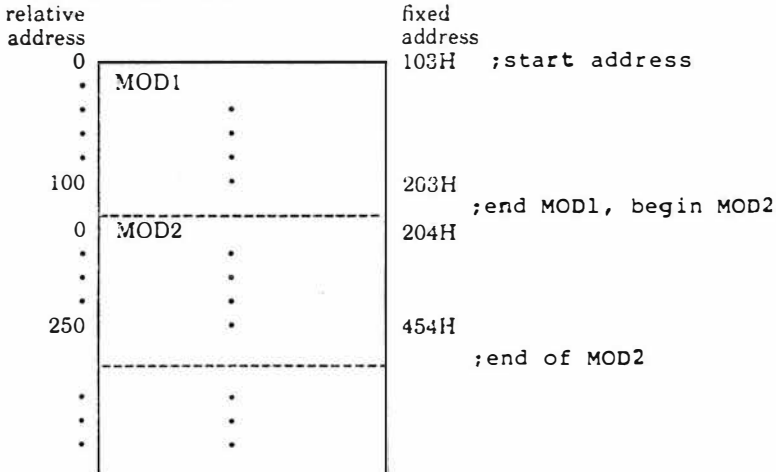 relative fixed
address address
0 103H ;start address
MOD1
100 203H
;end MOD1, begin MOD2
0 MOD2 204H
250 454H
;end of MOD2